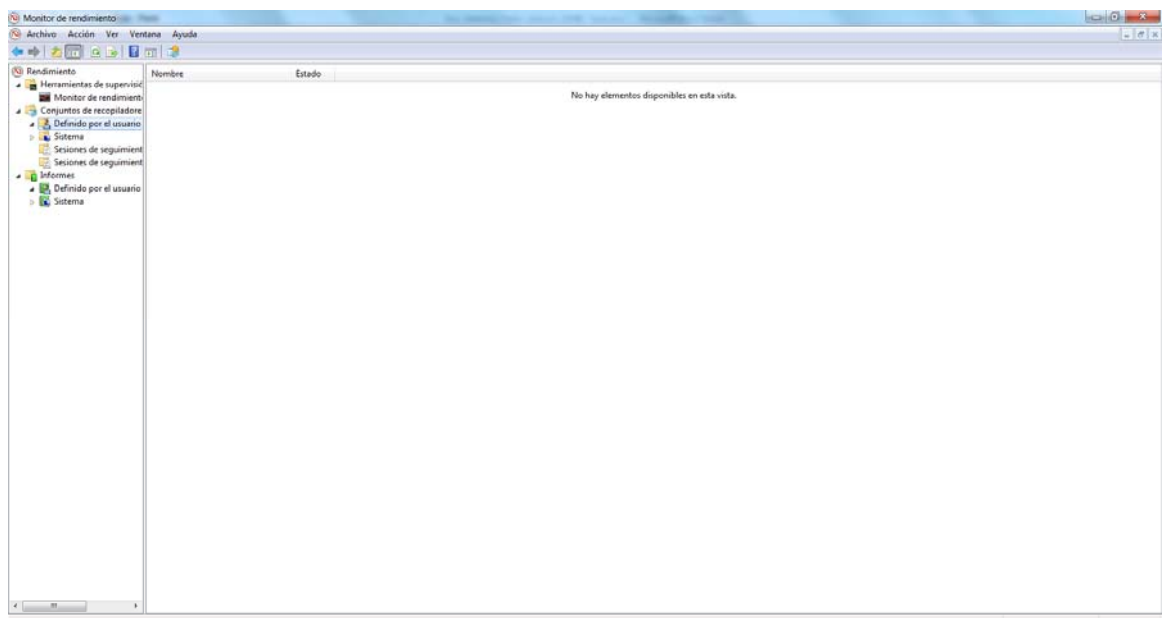 Monitor de rendimiento
Archivo Acción Ver Ventana Ayuda
Rendimiento
Herramientas de supervisió
Monitor de rendimient
Conjuntos de recopiladore
Definido por el usuario
Sistema
Sesiones de seguimient
Sesiones de seguimient
Informes
Definido por el usuario
Sistema
Nombre Estado
No hay elementos disponibles en esta vista.